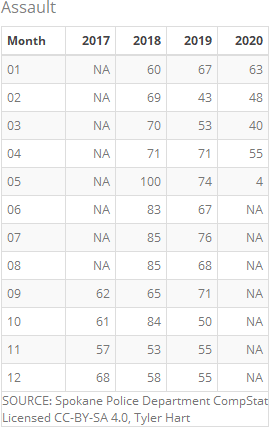 Assault
Month 2017 2018 2019 2020
01 NA 60 67 63
02 NA 69 43 48
03 NA 70 53 40
04 NA 71 71 55
05 NA 100 74 4
06 NA 83 67 NA
07 NA 85 76 NA
08 NA 85 68 NA
09 62 65 71 NA
10 61 84 50 NA
11 57 53 55 NA
12 68 58 55 NA
SOURCE: Spokane Police Department CompStat
Licensed CC-BY-SA 4.0, Tyler Hart